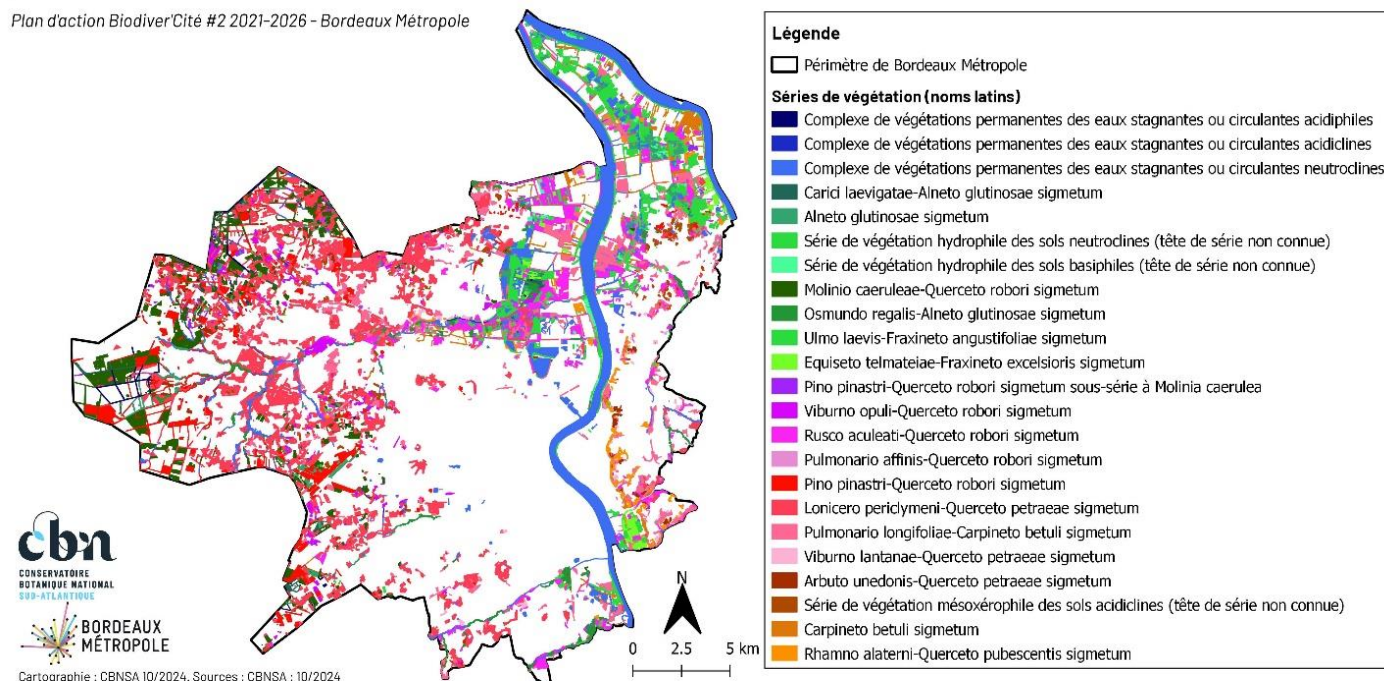 Plan d'action Biodiver'Cité #2 2021-2026 - Bordeaux Métropole
Légende
Périmètre de Bordeaux Métropole
Séries de végétation (noms latins)
Complexe de végétations permanentes des eaux stagnantes ou circulantes acidiphiles
Complexe de végétations permanentes des eaux stagnantes ou circulantes acidiclines
Complexe de végétations permanentes des eaux stagnantes ou circulantes neutroclines
Carici laevigatae-Alneto glutinosae sigmetum
Alneto glutinosae sigmetum
Série de végétation hydrophile des sols neutroclines (tête de série non connue)
Série de végétation hydrophile des sols basiphiles (tête de série non connue)
Molinio caeruleae-Querceto robori sigmetum
Osmundo regalis-Alneto glutinosae sigmetum
Ulmo laevis-Fraxineto angustifoliae sigmetum
Equiseto telmateiae-Fraxineto excelsioris sigmetum
Pino pinastri-Querceto robori sigmetum sous-série à Molinia caerulea
Viburno opuli-Querceto robori sigmetum
Rusco aculeati-Querceto robori sigmetum
Pulmonario affinis-Querceto robori sigmetum
Pino pinastri-Querceto robori sigmetum
Lonicero periclymeni-Querceto petraeae sigmetum
Pulmonario longifoliae-Carpineto betuli sigmetum
Viburno lantanae-Querceto petraeae sigmetum
Arbuto unedonis-Querceto petraeae sigmetum
Série de végétation mésoxérophile des sols acidiclines (tête de série non connue)
Carpineto betuli sigmetum
Rhamno alaterni-Querceto pubescentis sigmetum
cbn
CONSERVATOIRE
BOTANIQUE NATIONAL
SUD-ATLANTIQUE
BORDEAUX
MÉTROPOLE
N
0 2.5 5 km
Cartographie : CBNSA 10/2024. Sources : CBNSA : 10/2024